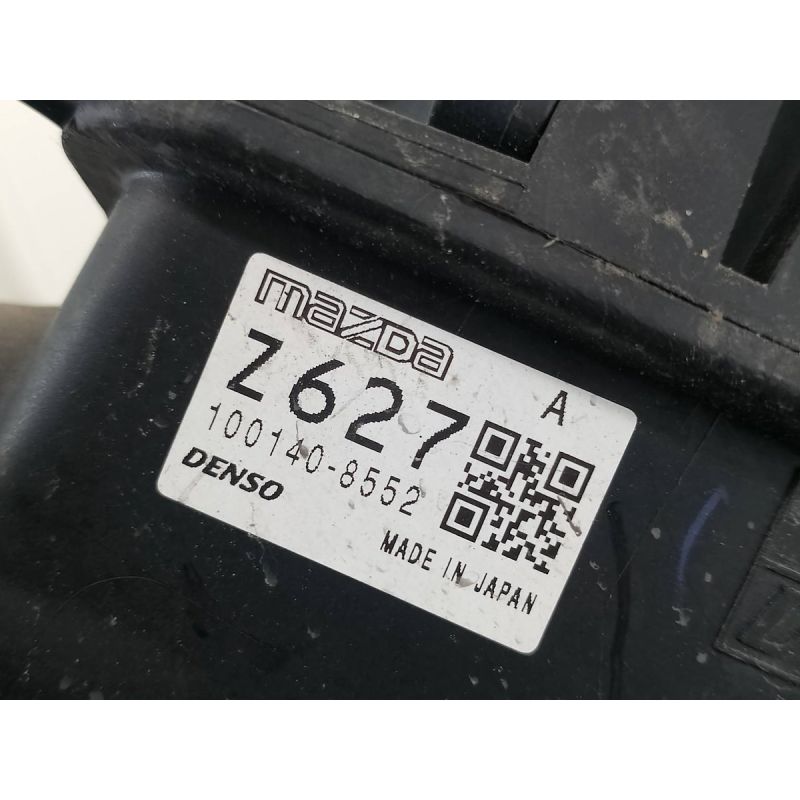 mazda
Z627
A
100140-8552
DENSO
MADE IN JAPAN